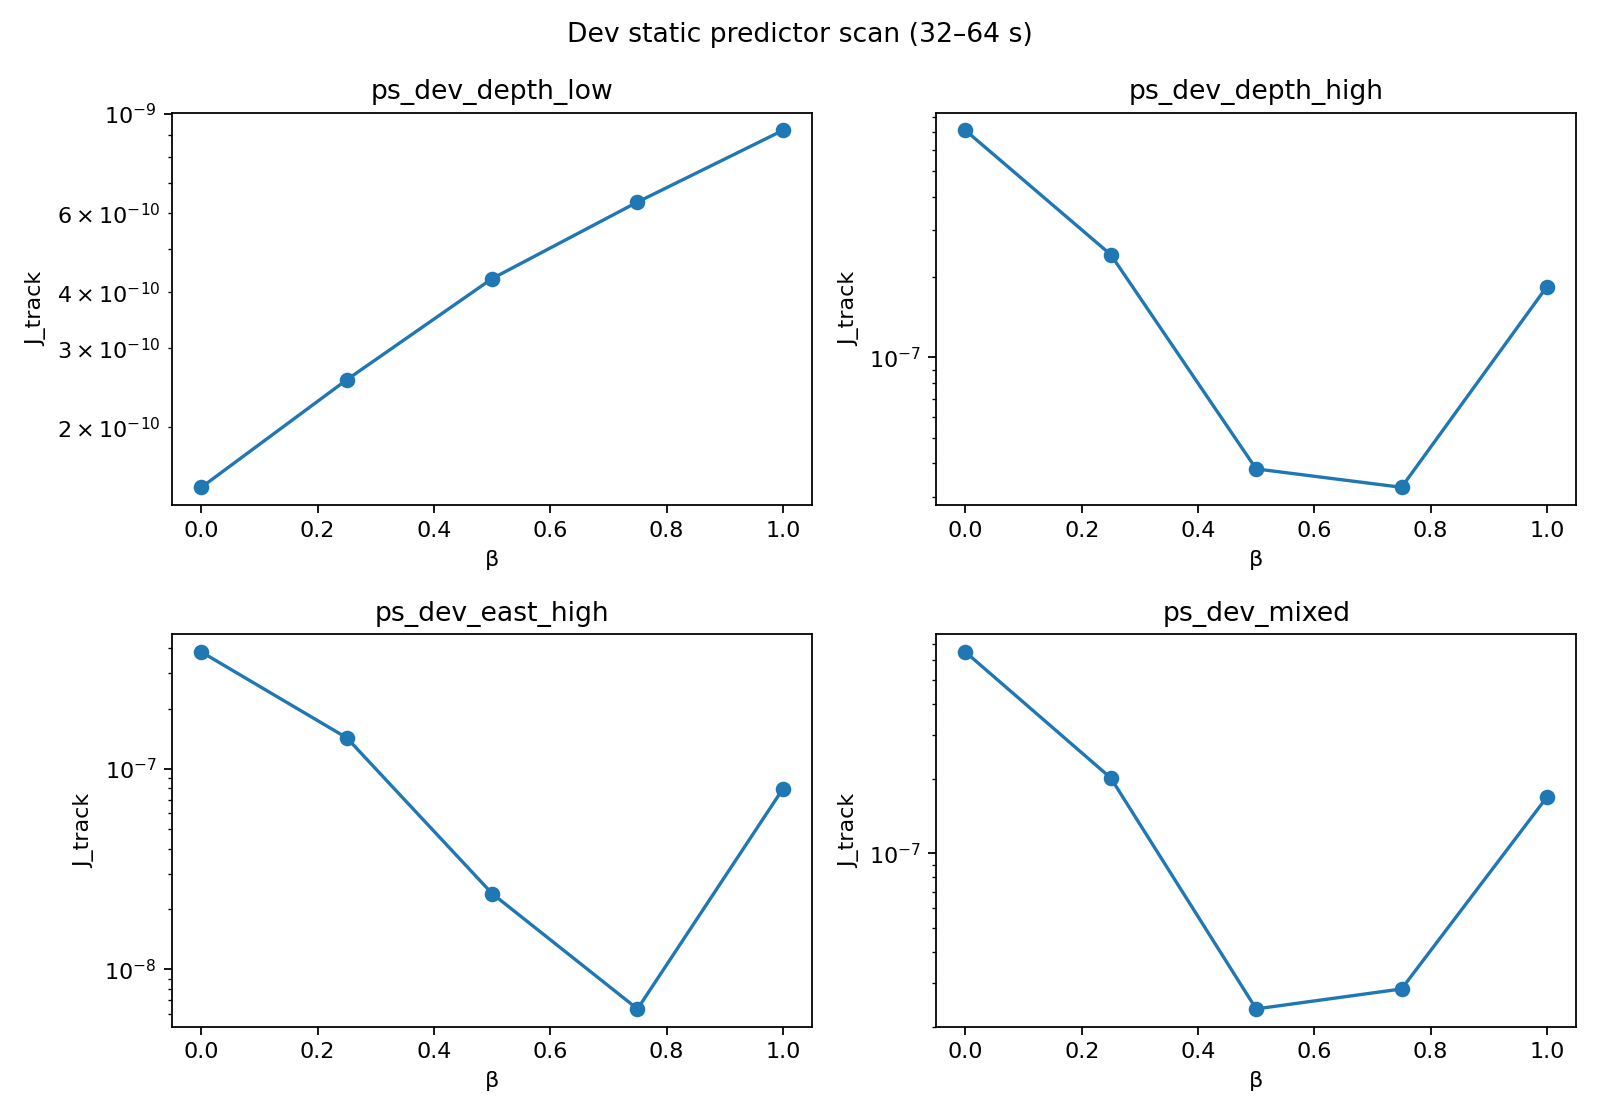 Dev static predictor scan (32–64 s)
ps_dev_depth_low
J_track
10⁻⁹
6 × 10⁻¹⁰
4 × 10⁻¹⁰
3 × 10⁻¹⁰
2 × 10⁻¹⁰
0.0 0.2 0.4 0.6 0.8 1.0
β
ps_dev_depth_high
J_track
10⁻⁷
0.0 0.2 0.4 0.6 0.8 1.0
β
ps_dev_east_high
J_track
10⁻⁷
10⁻⁸
0.0 0.2 0.4 0.6 0.8 1.0
β
ps_dev_mixed
J_track
10⁻⁷
0.0 0.2 0.4 0.6 0.8 1.0
β